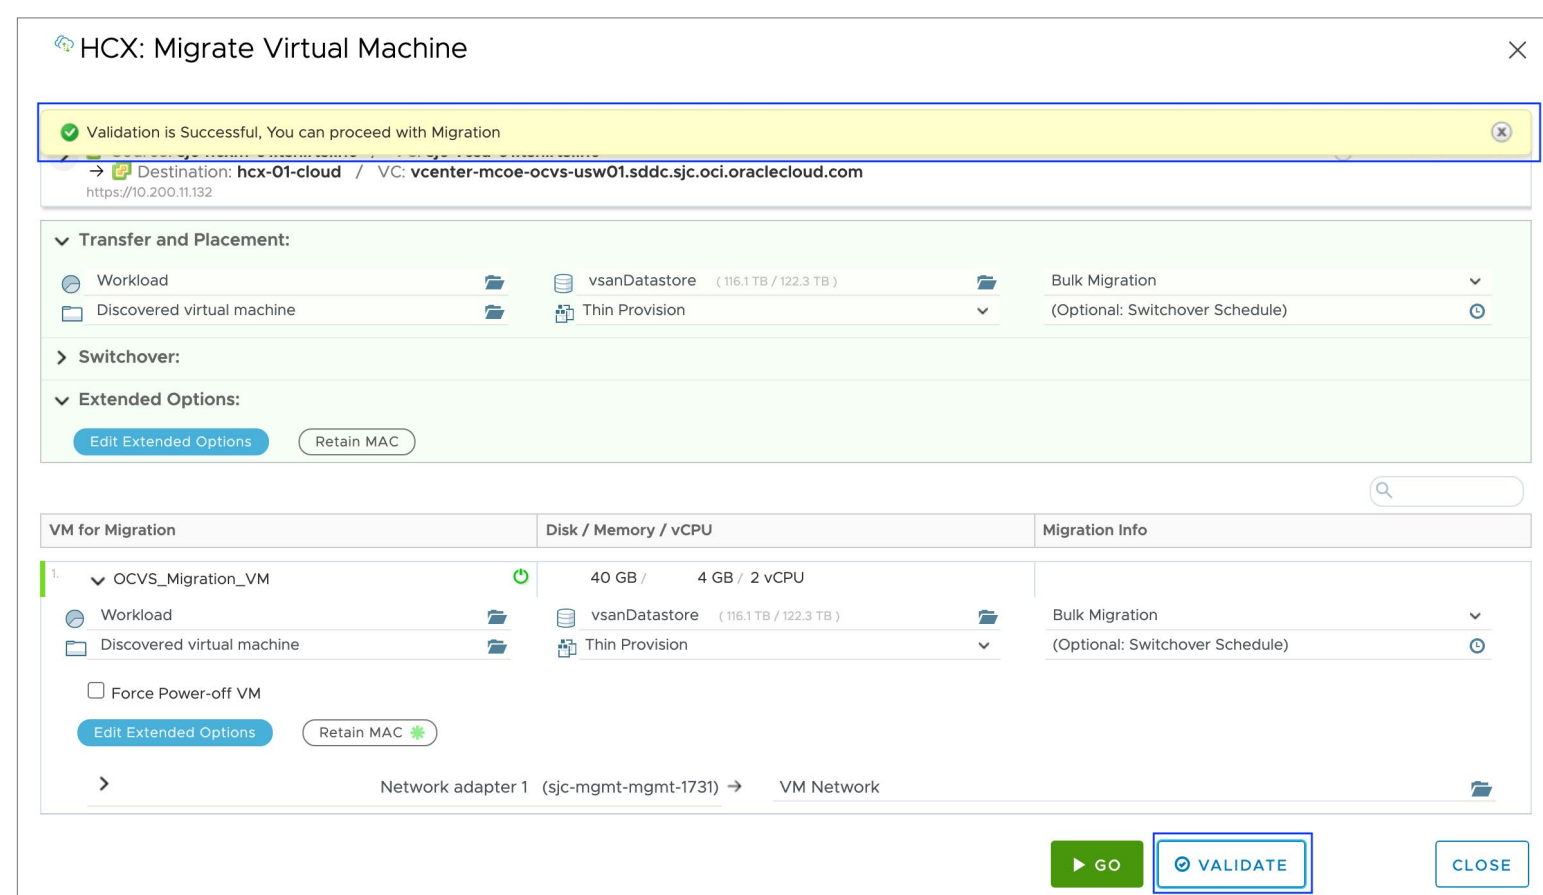 HCX: Migrate Virtual Machine
Validation is Successful, You can proceed with Migration
→ Destination: hcx-01-cloud / VC: vcenter-mcoe-ocvs-usw01.sddc.sjc.oci.oraclecloud.com
https://10.200.11.132
Transfer and Placement:
Workload vsanDatastore ( 116.1 TB / 122.3 TB ) Bulk Migration
Discovered virtual machine Thin Provision (Optional: Switchover Schedule)
Switchover:
Extended Options:
Edit Extended Options Retain MAC
VM for Migration Disk / Memory / vCPU Migration Info
1. OCVS_Migration_VM 40 GB / 4 GB / 2 vCPU
Workload vsanDatastore ( 116.1 TB / 122.3 TB ) Bulk Migration
Discovered virtual machine Thin Provision (Optional: Switchover Schedule)
Force Power-off VM
Edit Extended Options Retain MAC
Network adapter 1 (sjc-mgmt-mgmt-1731) → VM Network
GO VALIDATE CLOSE